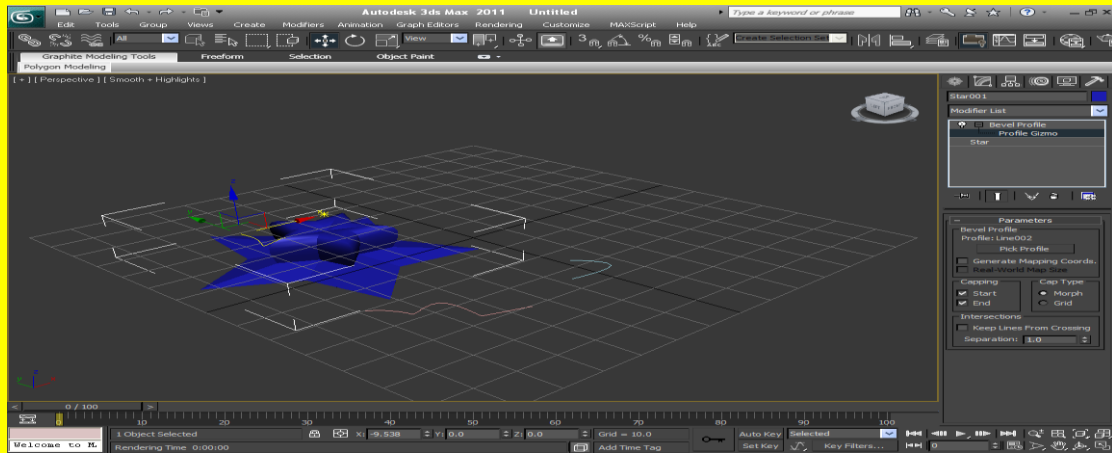 Autodesk 3ds Max 2011 Untitled
Type a keyword or phrase
Edit Tools Group Views Create Modifiers Animation Graph Editors Rendering Customize MAXScript Help
All
View
3
Create Selection Set
Graphite Modeling Tools Freeform Selection Object Paint
Polygon Modeling
[ + ] [ Perspective ] [ Smooth + Highlights ]
Star001
Modifier List
Bevel Profile
Profile Gizmo
Star
Parameters
Bevel Profile
Profile: Line002
Pick Profile
Generate Mapping Coords.
Real-World Map Size
Capping
Start
End
Cap Type
Morph
Grid
Intersections
Keep Lines From Crossing
Separation: 1.0
0 / 100
0 10 20 30 40 50 60 70 80 90 100
1 Object Selected
X: -9.538 Y: 0.0 Z: 0.0
Grid = 10.0
Auto Key Selected
Welcome to M
Rendering Time 0:00:00
Add Time Tag
Set Key Key Filters...
0